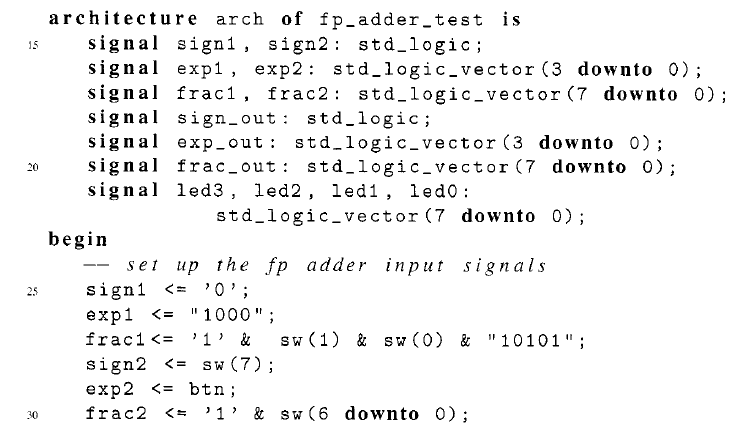 architecture arch of fp_adder_test is
15 signal sign1, sign2: std_logic;
signal exp1, exp2: std_logic_vector(3 downto 0);
signal frac1, frac2: std_logic_vector(7 downto 0);
signal sign_out: std_logic;
signal exp_out: std_logic_vector(3 downto 0);
20 signal frac_out: std_logic_vector(7 downto 0);
signal led3, led2, led1, led0:
std_logic_vector(7 downto 0);
begin
-- set up the fp adder input signals
25 sign1 <= '0';
exp1 <= "1000";
frac1<= '1' & sw(1) & sw(0) & "10101";
sign2 <= sw(7);
exp2 <= btn;
30 frac2 <= '1' & sw(6 downto 0);